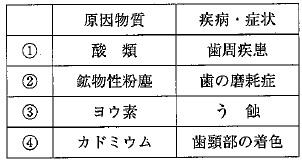 原因物質 疾病・症状
① 酸類 歯周疾患
② 鉱物性粉塵 歯の磨耗症
③ ヨウ素 う蝕
④ カドミウム 歯頸部の着色